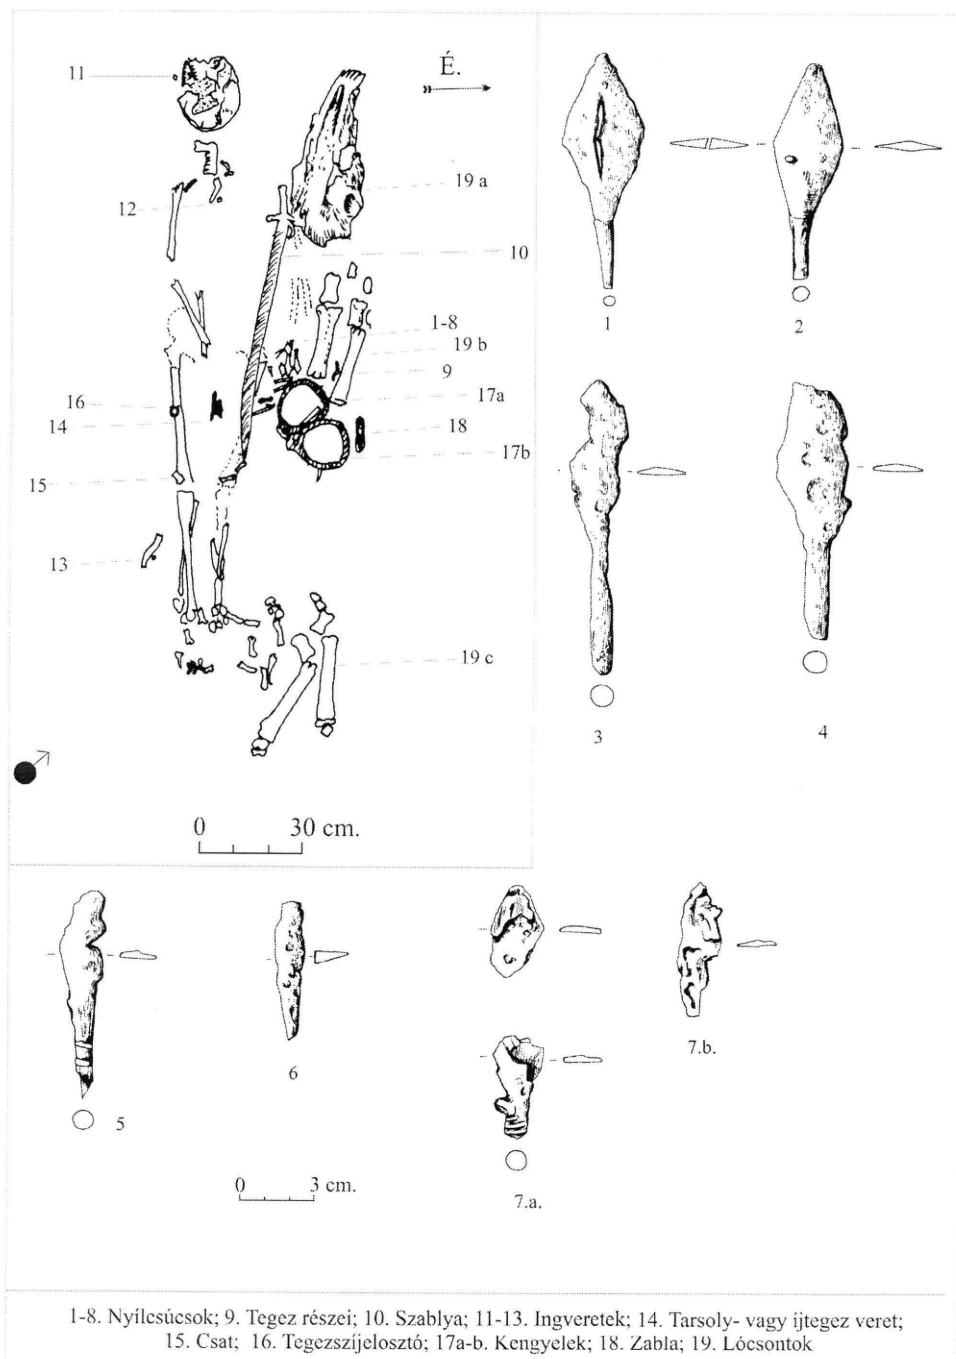 11
É.
19 a
12
10
1-8
19 b
9
16
17a
14
18
17b
15
13
19 c
0 30 cm.
1
2
3
4
5
6
7.a.
7.b.
0 3 cm.
1-8. Nyílcsúcsok; 9. Tegez részei; 10. Szablya; 11-13. Ingveretek; 14. Tarsoly- vagy íjtegez veret;
15. Csat; 16. Tegezszíjelosztó; 17a-b. Kengyelek; 18. Zabla; 19. Lócsontok